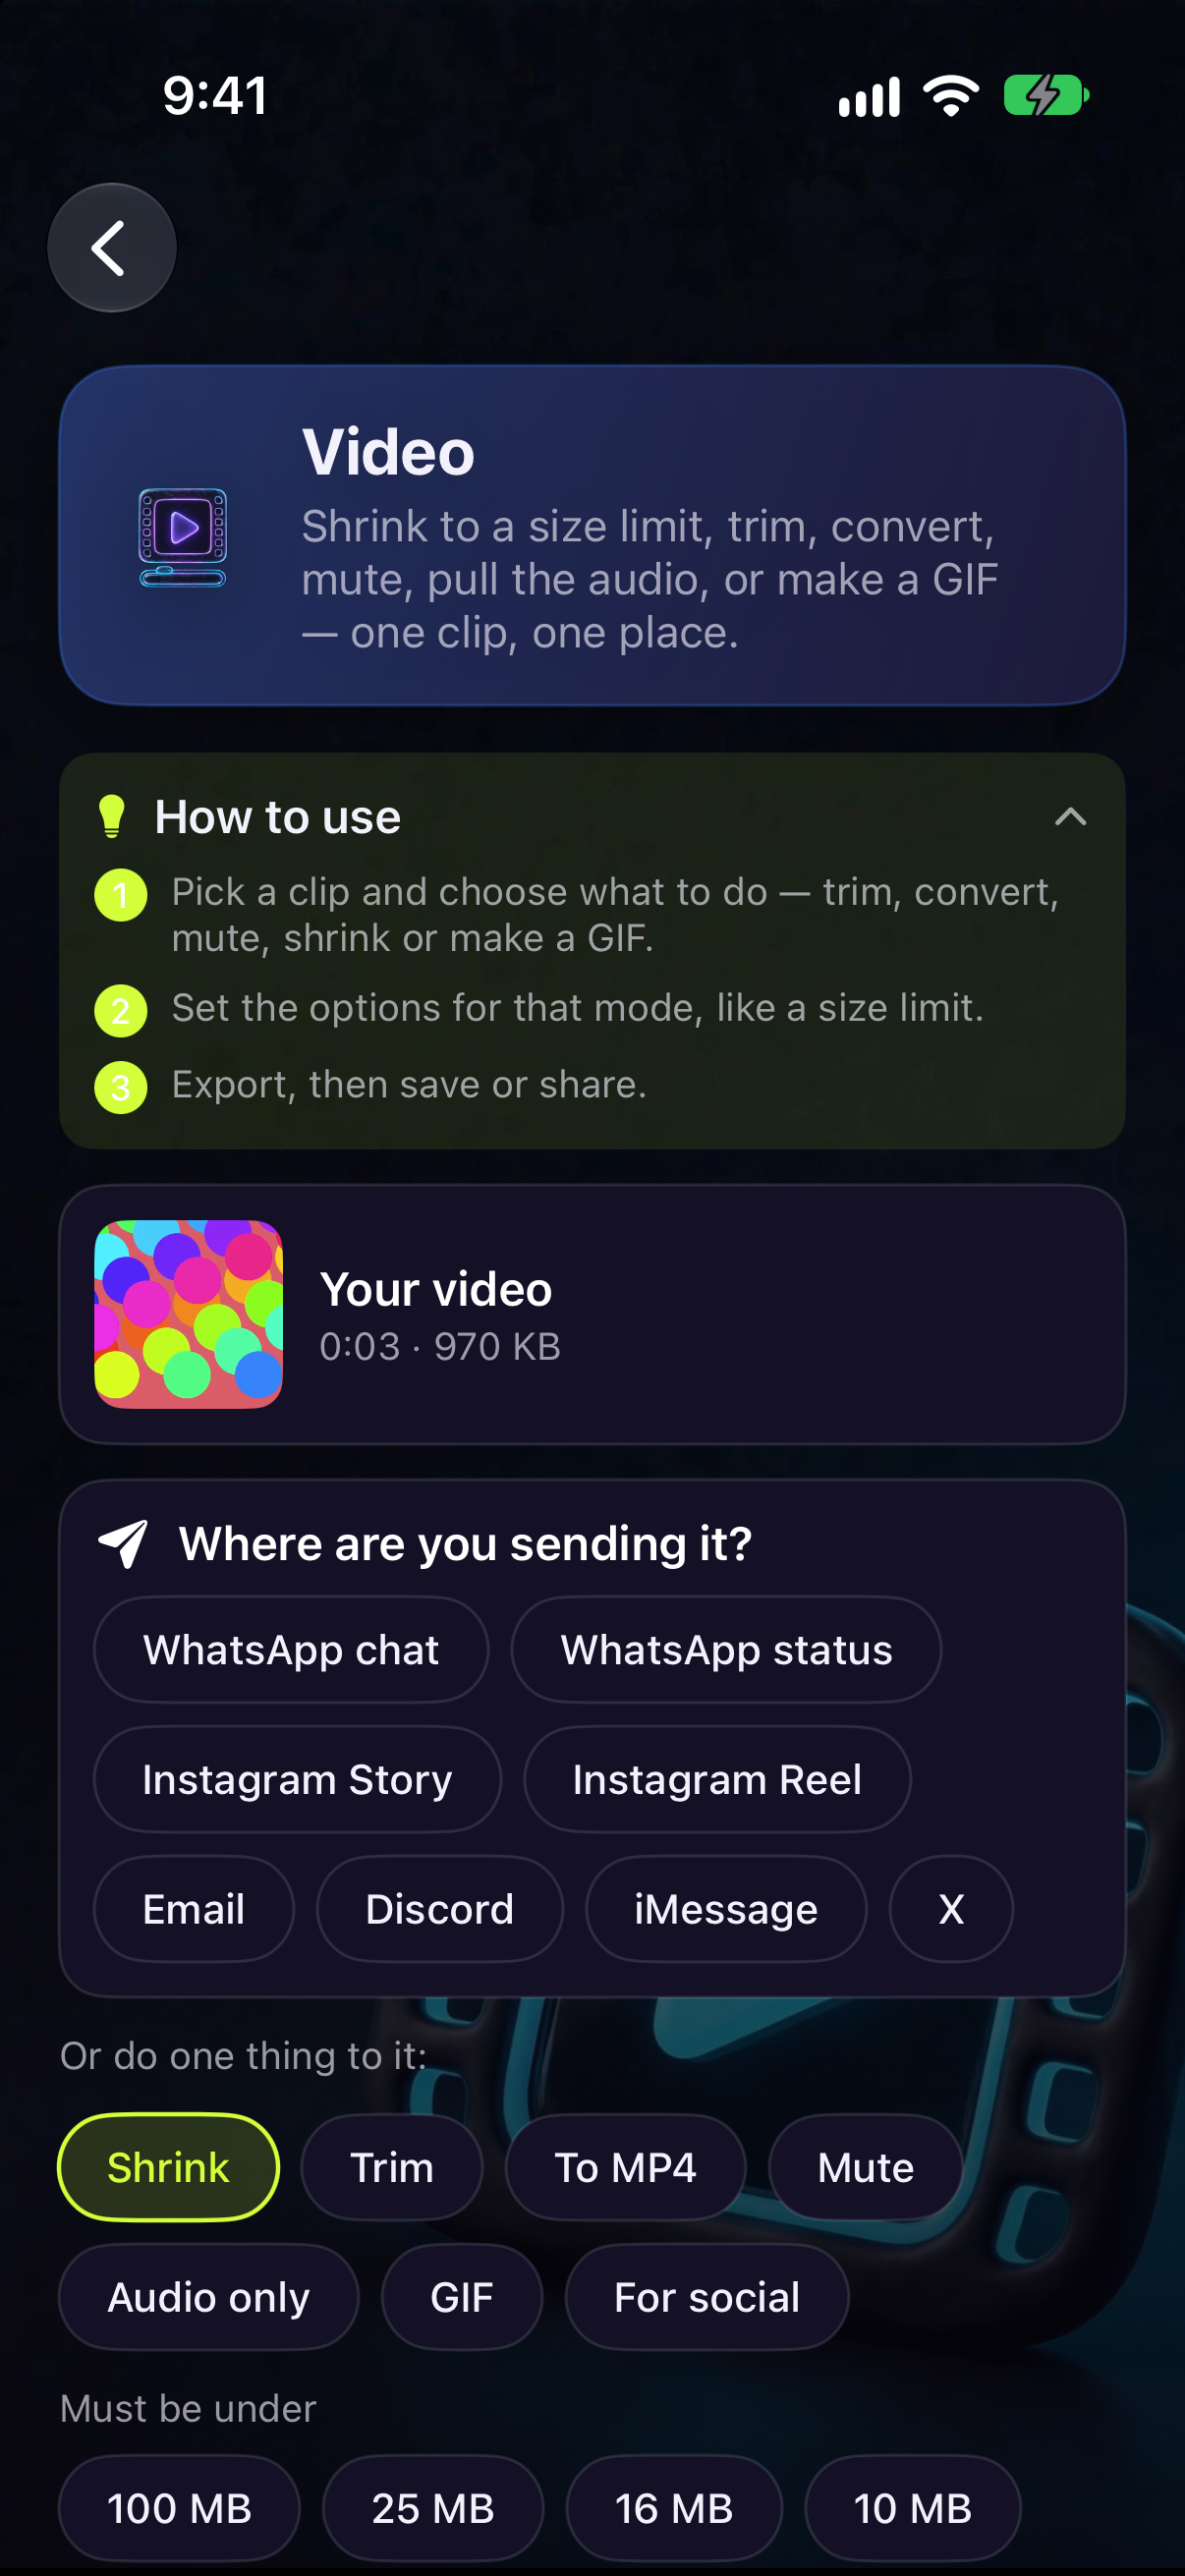 9:41
Video
Shrink to a size limit, trim, convert,
mute, pull the audio, or make a GIF
— one clip, one place.
How to use
1 Pick a clip and choose what to do — trim, convert,
mute, shrink or make a GIF.
2 Set the options for that mode, like a size limit.
3 Export, then save or share.
Your video
0:03 · 970 KB
Where are you sending it?
WhatsApp chat WhatsApp status
Instagram Story Instagram Reel
Email Discord iMessage X
Or do one thing to it:
Shrink Trim To MP4 Mute
Audio only GIF For social
Must be under
100 MB 25 MB 16 MB 10 MB